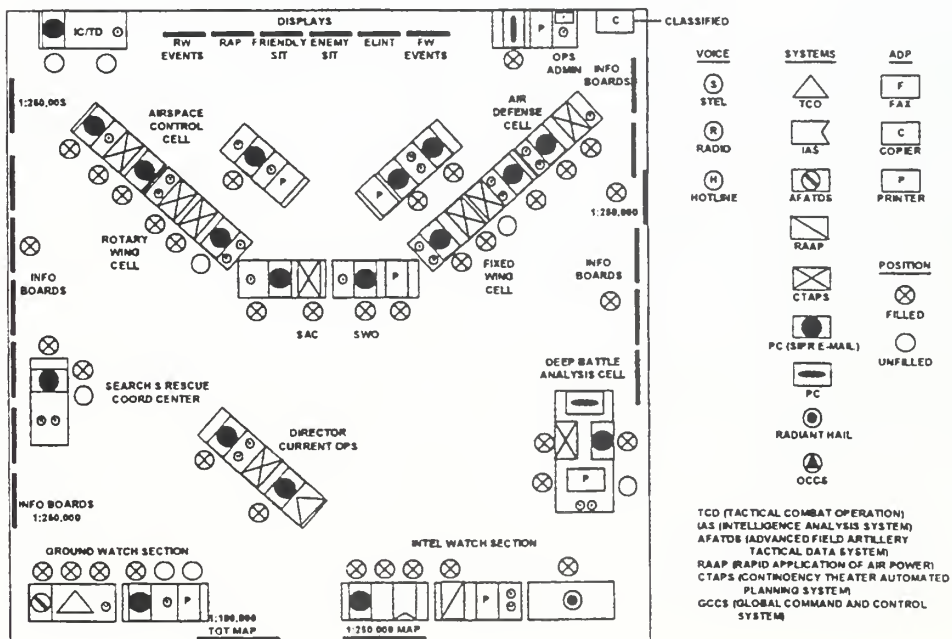 DISPLAYS
IC/TD
RW EVENTS
RAP
FRIENDLY SIT
ENEMY SIT
ELINT
FW EVENTS
P
OPS ADMIN
C
CLASSIFIED
INFO BOARDS
1:250,000
AIRSPACE CONTROL CELL
AIR DEFENSE CELL
P
P
1:250,000
ROTARY WING CELL
FIXED WING CELL
INFO BOARDS
INFO BOARDS
P
SAC
SWO
SEARCH & RESCUE COORD CENTER
DEEP BATTLE ANALYSIS CELL
DIRECTOR CURRENT OPS
P
INFO BOARDS
1:250,000
GROUND WATCH SECTION
INTEL WATCH SECTION
P
P
1:100,000 TGT MAP
1:250,000 MAP
VOICE
S
STEL
R
RADIO
H
HOTLINE
SYSTEMS
TCO
IAS
AFATDS
RAAP
CTAPS
PC (SIPR E-MAIL)
PC
RADIANT HAIL
OCCS
ADP
F
FAX
C
COPIER
P
PRINTER
POSITION
FILLED
UNFILLED
TCO (TACTICAL COMBAT OPERATION)
IAS (INTELLIGENCE ANALYSIS SYSTEM)
AFATDS (ADVANCED FIELD ARTILLERY
TACTICAL DATA SYSTEM)
RAAP (RAPID APPLICATION OF AIR POWER)
CTAPS (CONTINGENCY THEATER AUTOMATED
PLANNING SYSTEM)
GCCS (GLOBAL COMMAND AND CONTROL
SYSTEM)